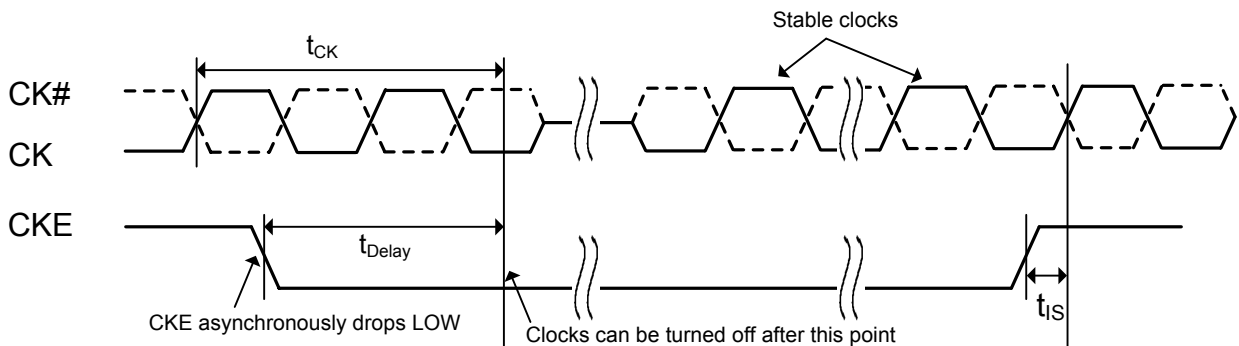 Stable clocks
tCK
CK#
CK
CKE
tDelay
tIS
CKE asynchronously drops LOW
Clocks can be turned off after this point